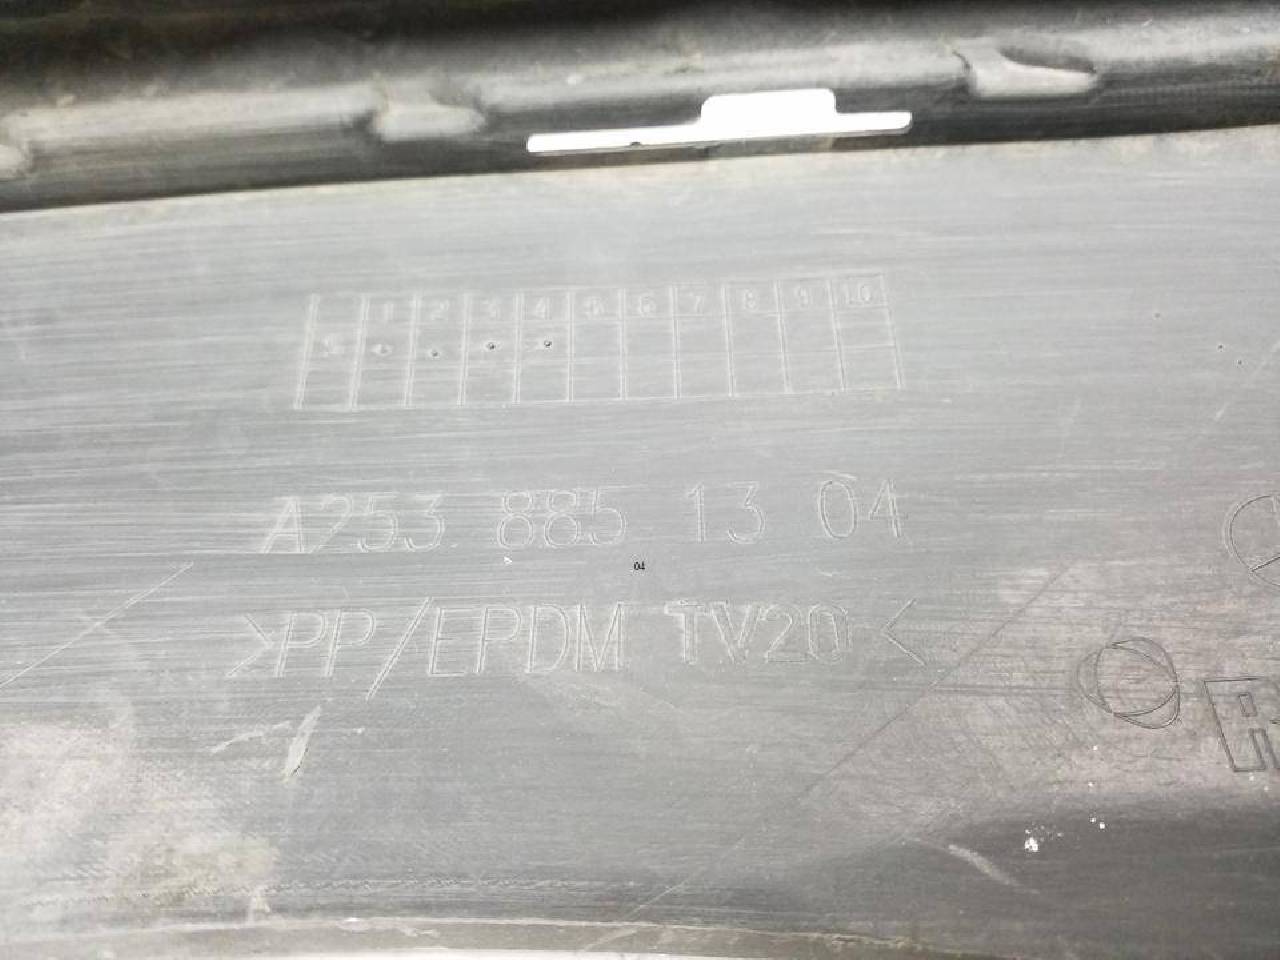 1 2 3 4 5 6 7 8 9 10
A253 885 13 04
04
>PP/EPDM TV20<